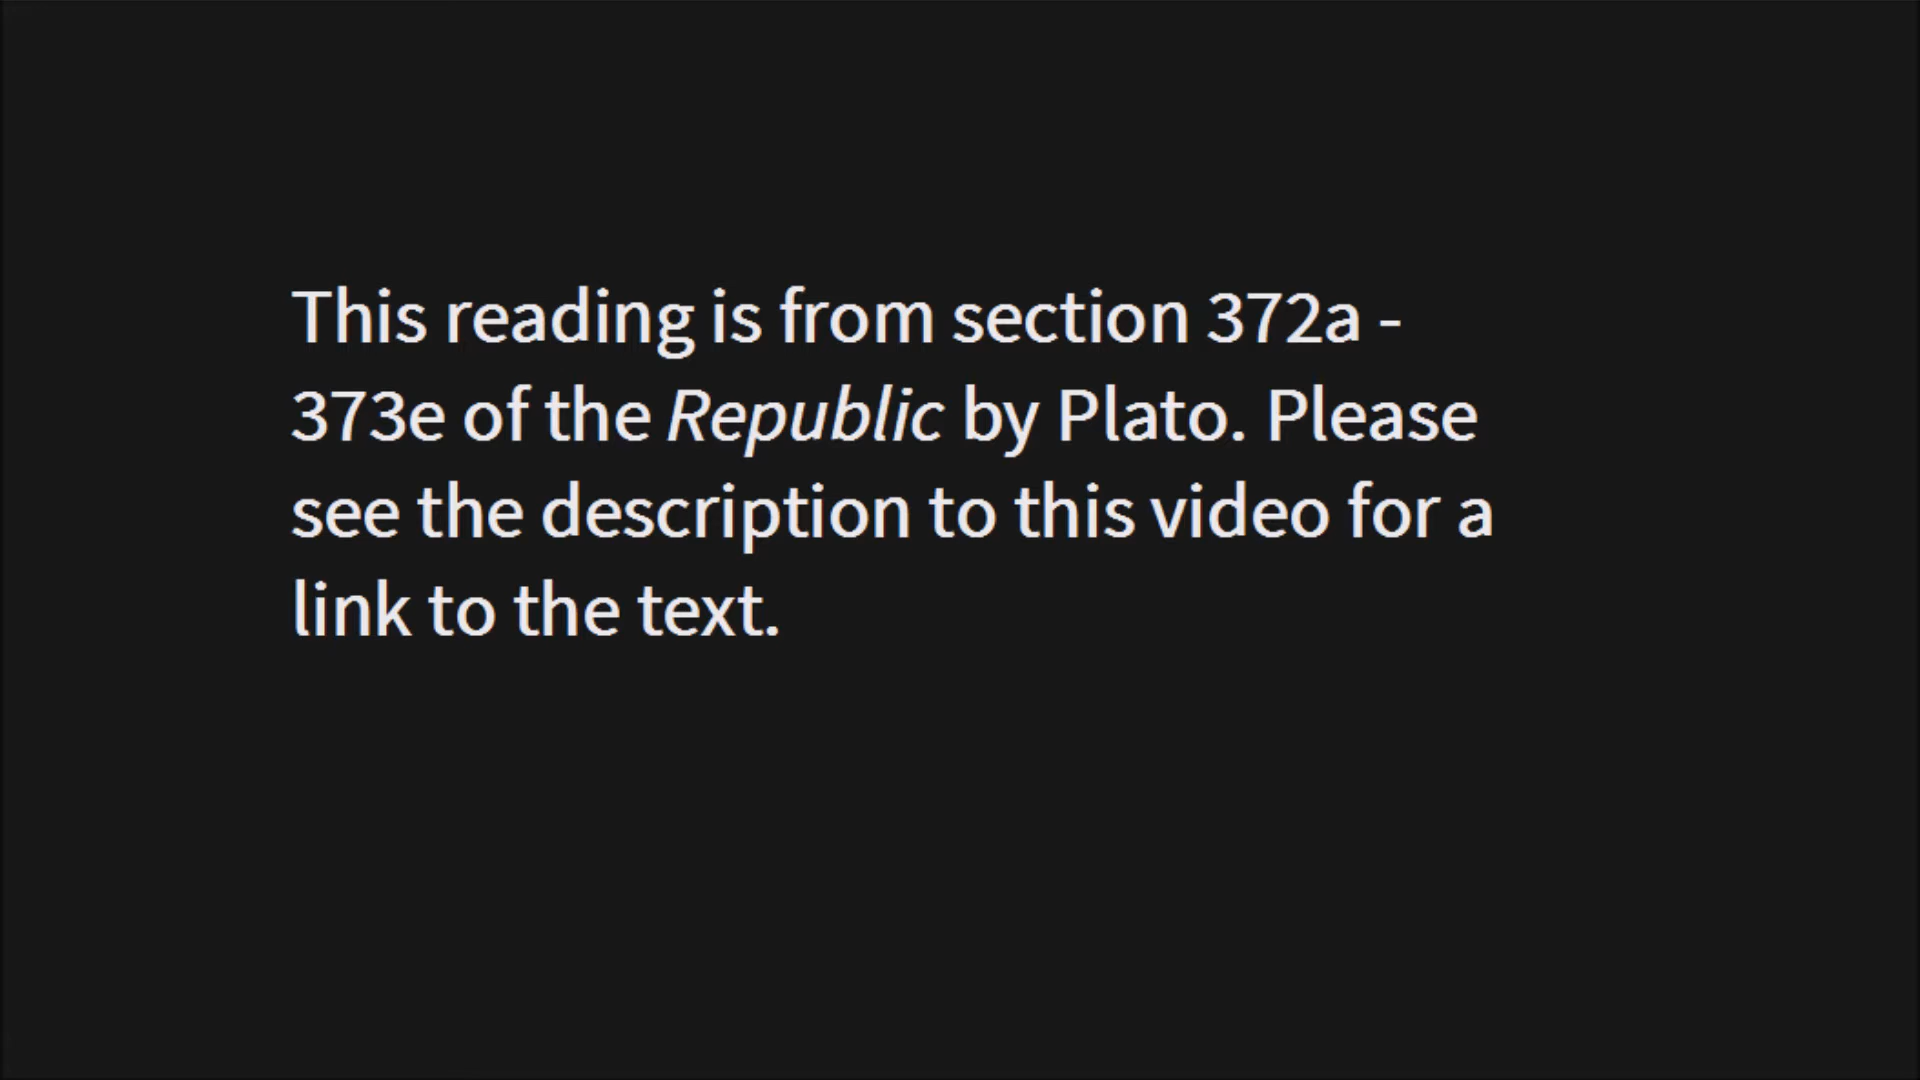 This reading is from section 372a -
373e of the Republic by Plato. Please
see the description to this video for a
link to the text.